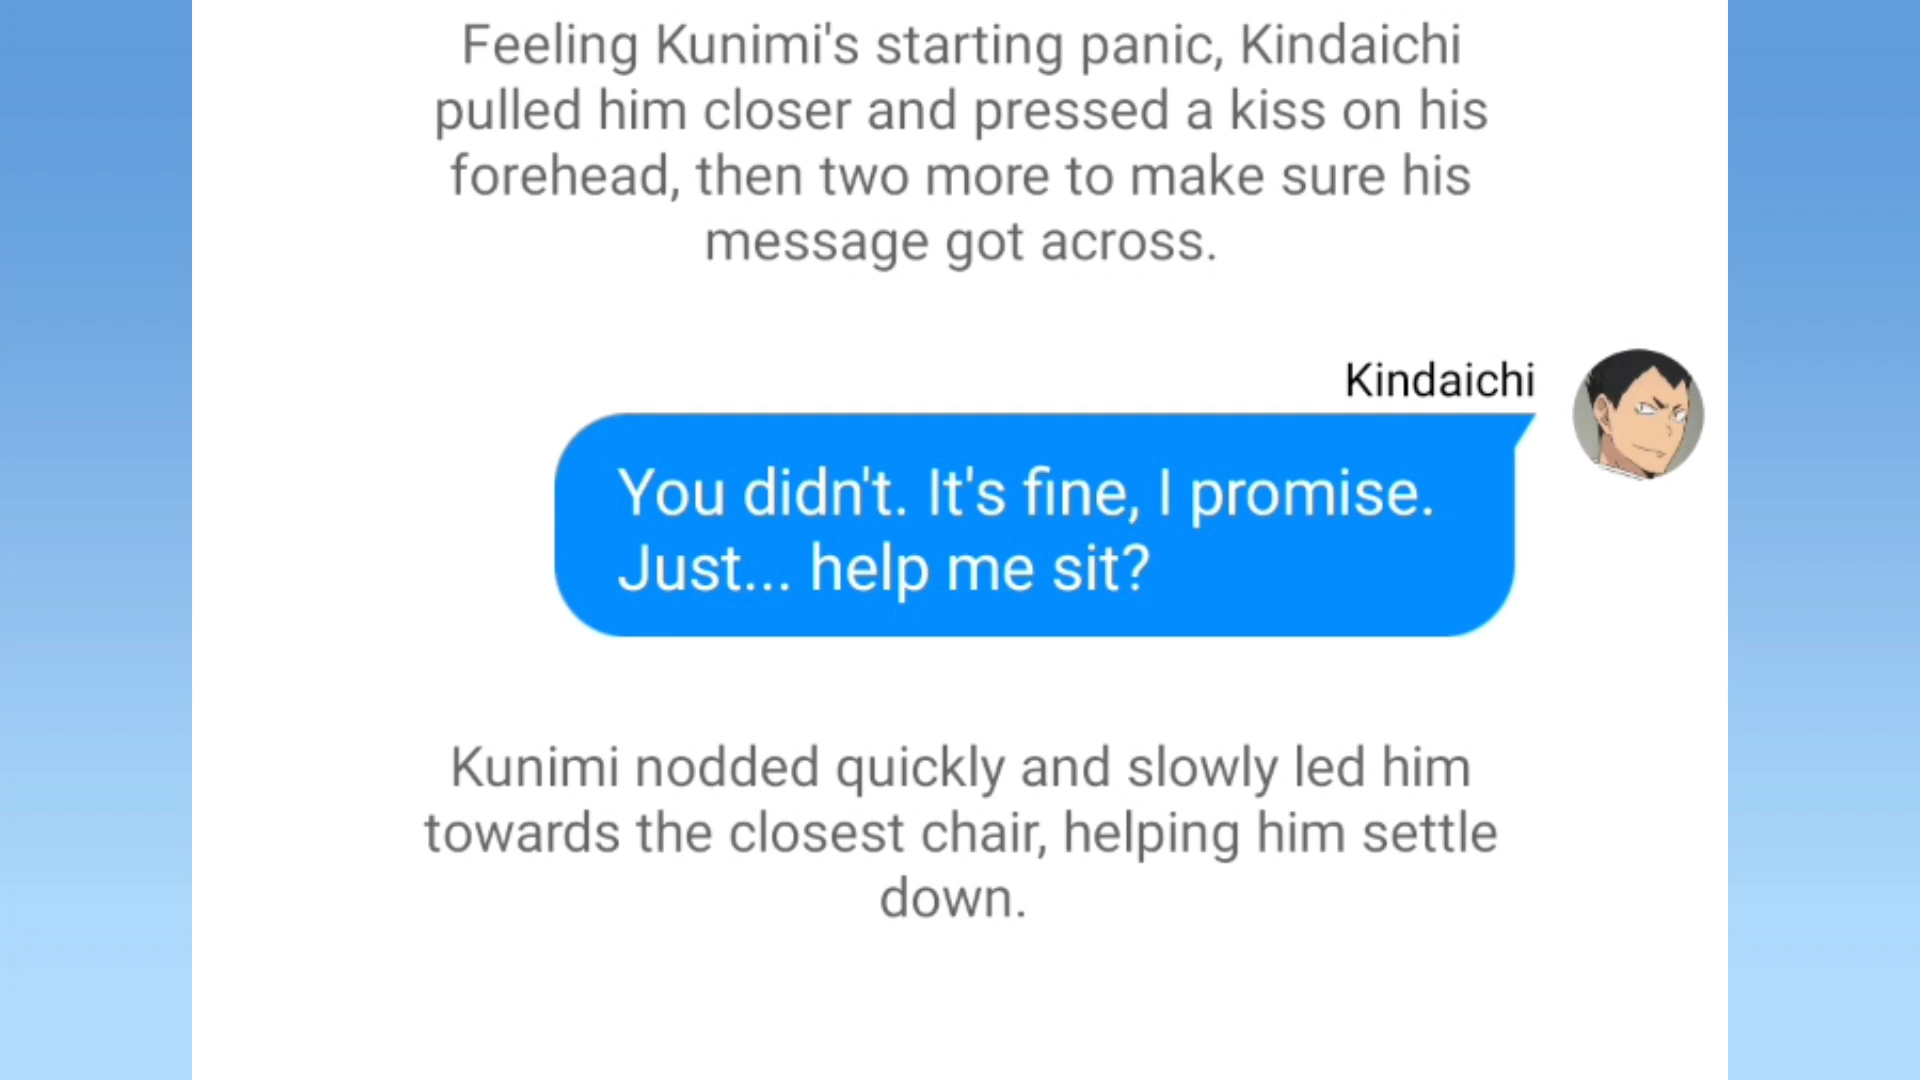 Feeling Kunimi's starting panic, Kindaichi
pulled him closer and pressed a kiss on his
forehead, then two more to make sure his
message got across.
Kindaichi
You didn't. It's fine, I promise.
Just... help me sit?
Kunimi nodded quickly and slowly led him
towards the closest chair, helping him settle
down.